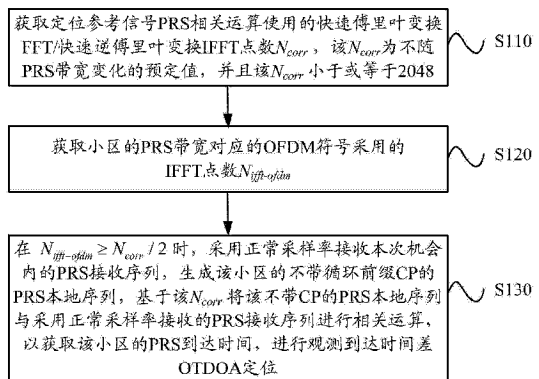 获取定位参考信号PRS相关运算使用的快速傅里叶变换
FFT/快速逆傅里叶变换IFFT点数N_corr，该N_corr为不随
PRS带宽变化的预定值，并且该N_corr小于或等于2048
S110
获取小区的PRS带宽对应的OFDM符号采用的
IFFT点数N_ifft-ofdm
S120
在 N_ifft-ofdm ≥ N_corr / 2 时，采用正常采样率接收本次机会
内的PRS接收序列，生成该小区的不带循环前缀CP的
PRS本地序列，基于该N_corr将该不带CP的PRS本地序列
与采用正常采样率接收的PRS接收序列进行相关运算，
以获取该小区的PRS到达时间，进行观测到达时间差
OTDOA定位
S130